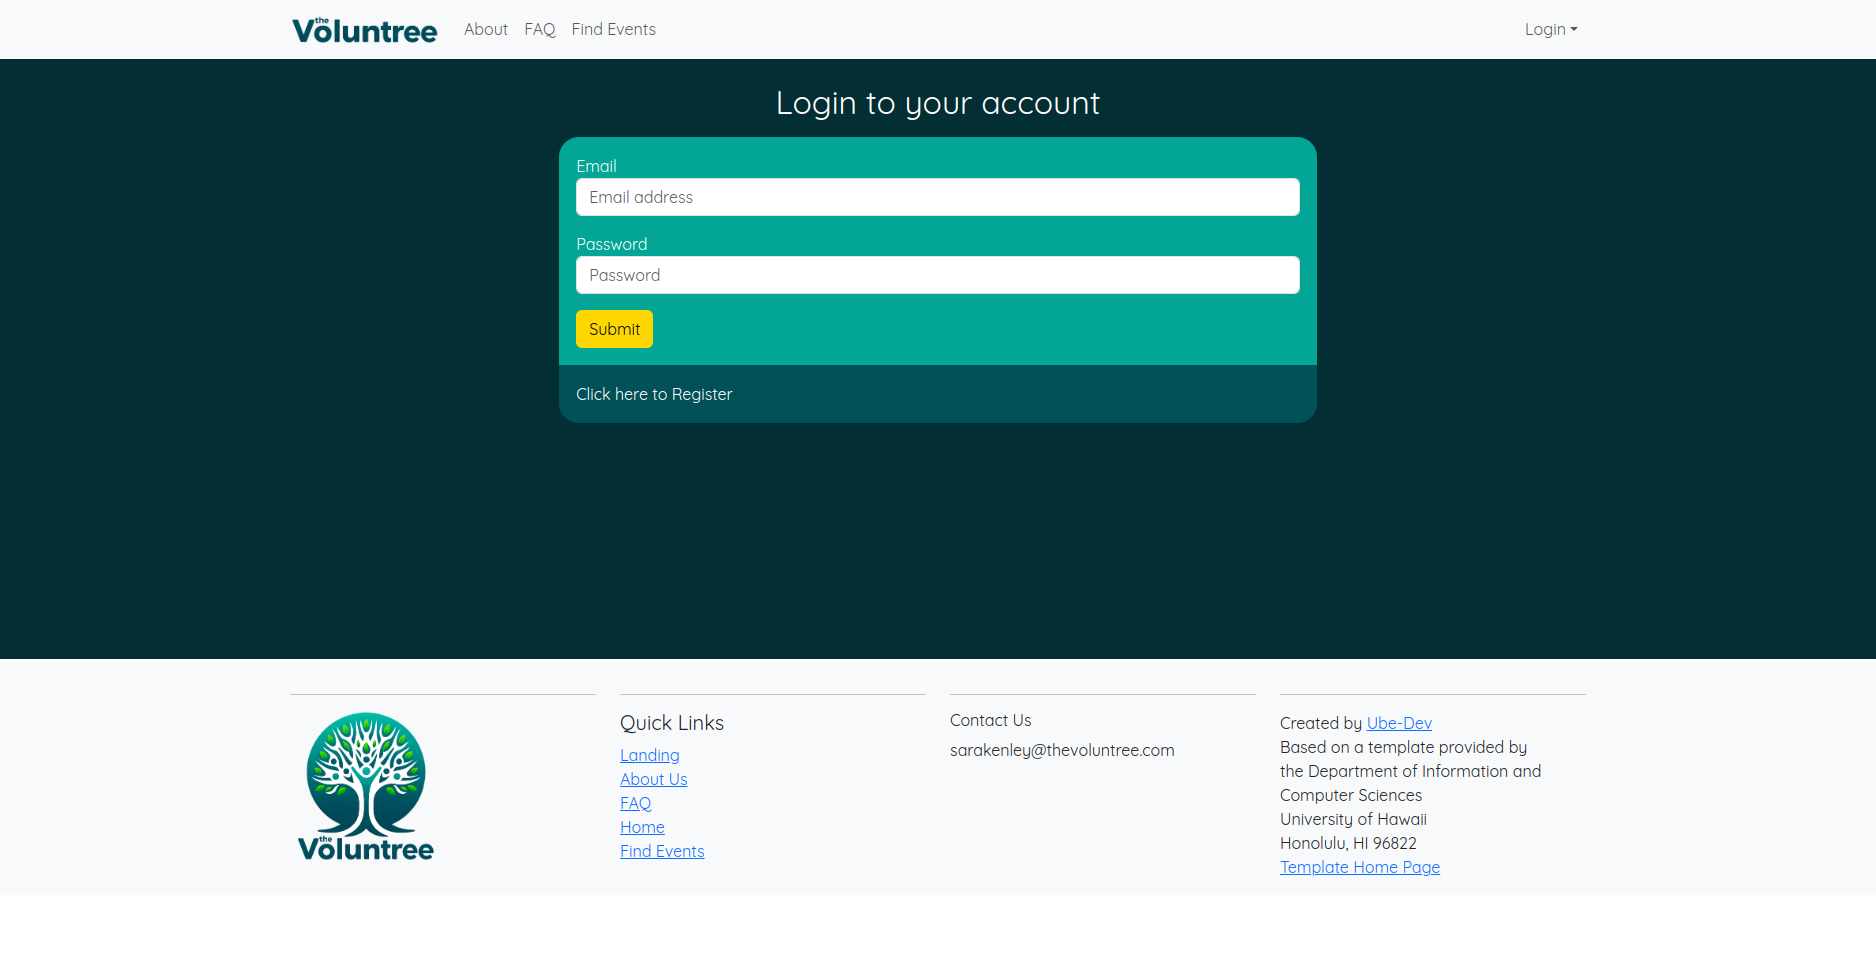 the
Voluntree
About FAQ Find Events Login
Login to your account
Email
Email address
Password
Password
Submit
Click here to Register
the
Voluntree
Quick Links
Landing
About Us
FAQ
Home
Find Events
Contact Us
sarakenley@thevoluntree.com
Created by Ube-Dev
Based on a template provided by
the Department of Information and
Computer Sciences
University of Hawaii
Honolulu, HI 96822
Template Home Page